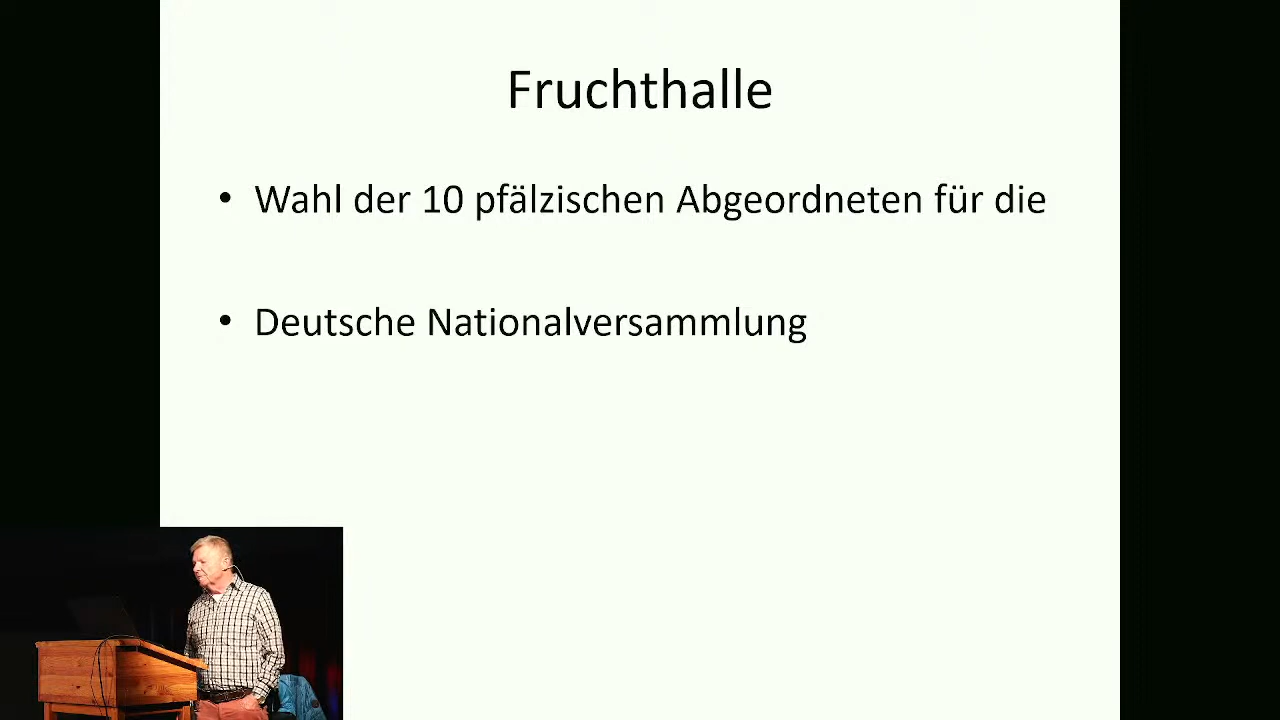 Fruchthalle
• Wahl der 10 pfälzischen Abgeordneten für die
• Deutsche Nationalversammlung